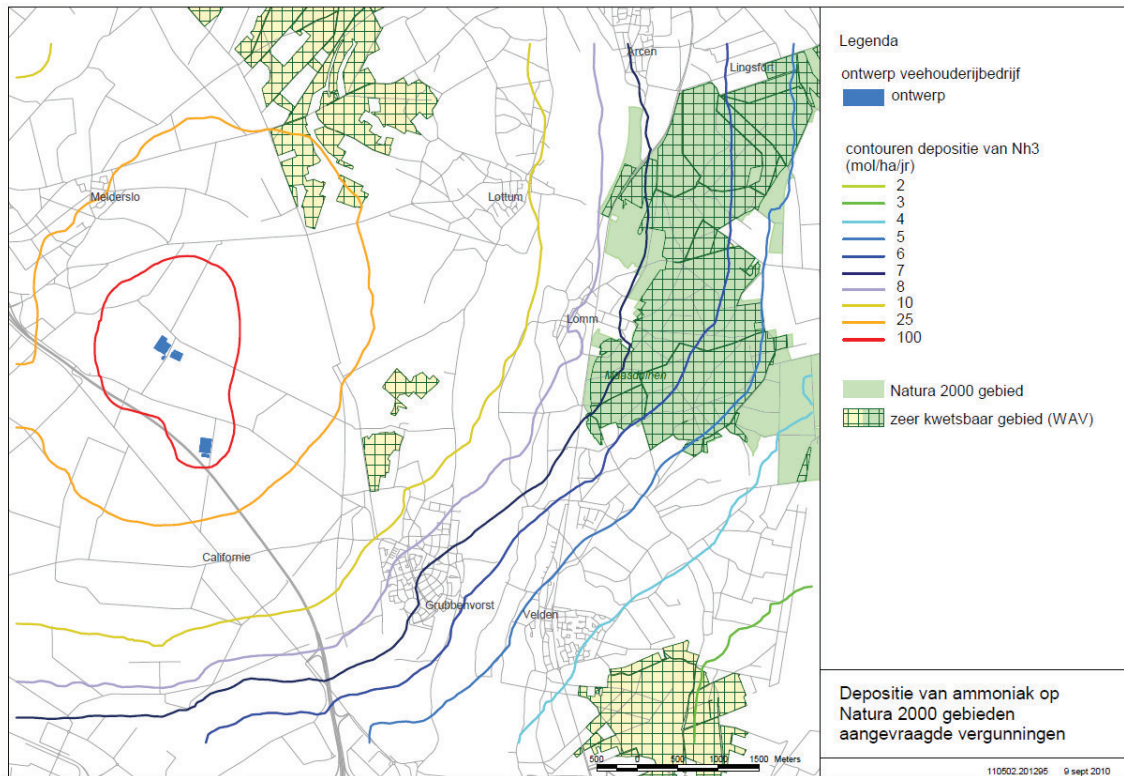 Arcen
Lingsfort
Melderslo
Lottum
Lomm
Maasduinen
Californie
Grubbenvorst
Velden
500 0 500 1000 1500 Meters
Legenda
ontwerp veehouderijbedrijf
ontwerp
contouren depositie van Nh3
(mol/ha/jr)
2
3
4
5
6
7
8
10
25
100
Natura 2000 gebied
zeer kwetsbaar gebied (WAV)
Depositie van ammoniak op
Natura 2000 gebieden
aangevraagde vergunningen
110502.201295 9 sept 2010